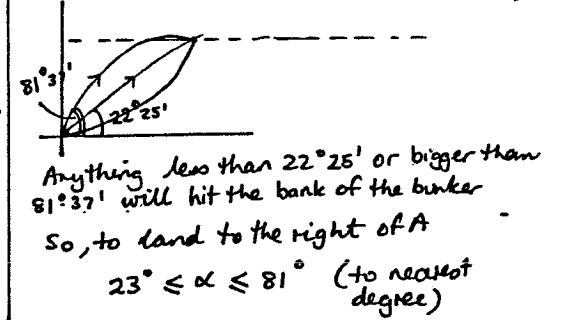 81°37'
22°25'
Anything less than 22°25' or bigger than
81°37' will hit the bank of the bunker
So, to land to the right of A
23° ≤ α ≤ 81° (to nearest
degree)